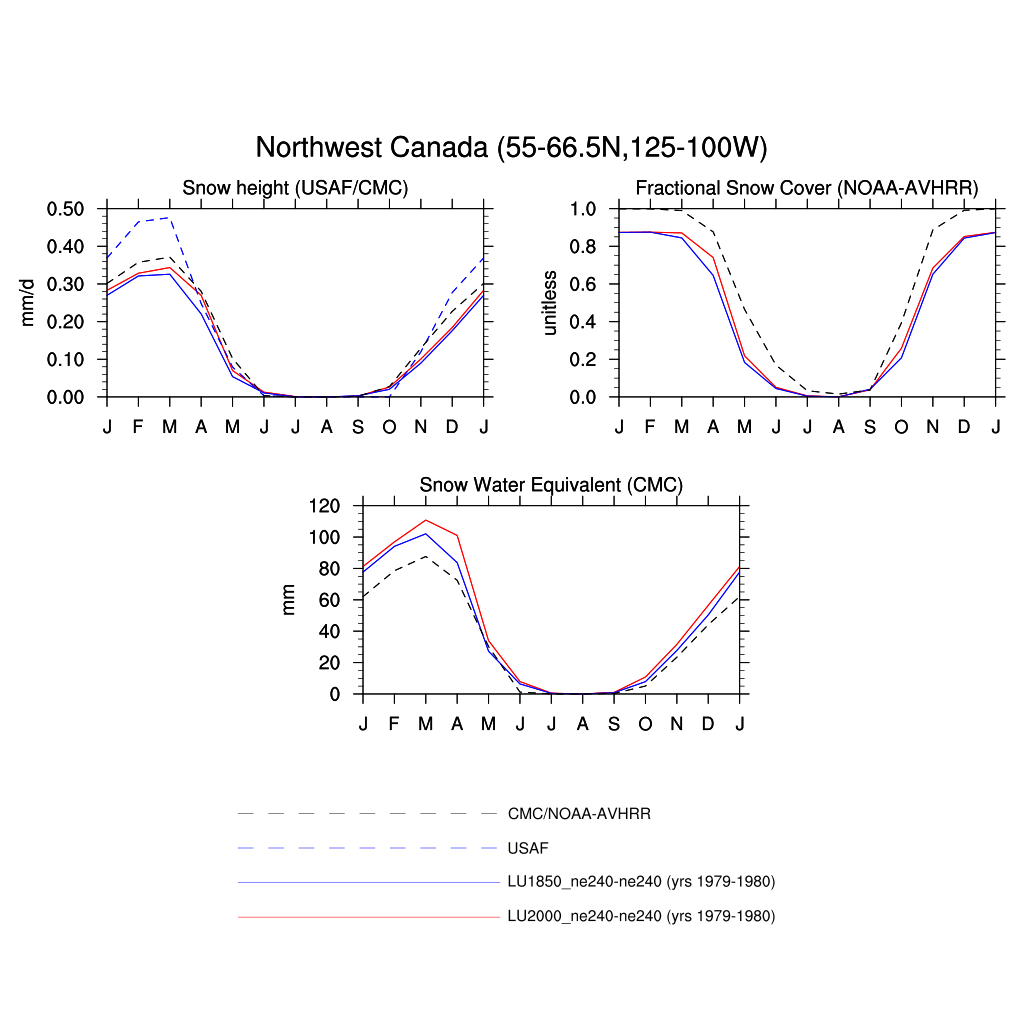 Northwest Canada (55-66.5N,125-100W)
Snow height (USAF/CMC)
mm/d
0.50
0.40
0.30
0.20
0.10
0.00
J F M A M J J A S O N D J
Fractional Snow Cover (NOAA-AVHRR)
unitless
1.0
0.8
0.6
0.4
0.2
0.0
J F M A M J J A S O N D J
Snow Water Equivalent (CMC)
mm
120
100
80
60
40
20
0
J F M A M J J A S O N D J
CMC/NOAA-AVHRR
USAF
LU1850_ne240-ne240 (yrs 1979-1980)
LU2000_ne240-ne240 (yrs 1979-1980)